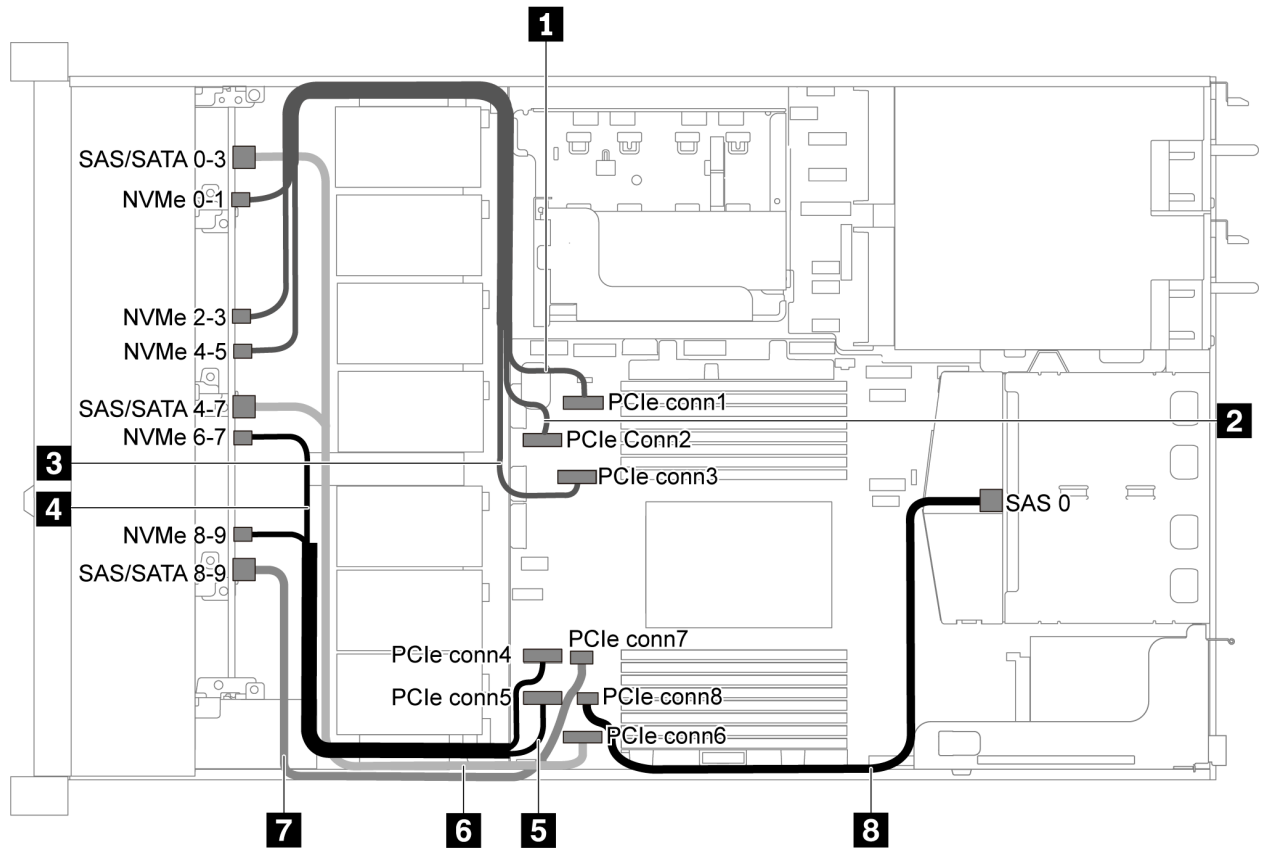 1
SAS/SATA 0-3
NVMe 0-1
NVMe 2-3
NVMe 4-5
SAS/SATA 4-7
NVMe 6-7
PCIe conn1
2
PCIe Conn2
3
PCIe conn3
4
SAS 0
NVMe 8-9
SAS/SATA 8-9
PCIe conn7
PCIe conn4
PCIe conn5
PCIe conn8
PCIe conn6
7
6
5
8